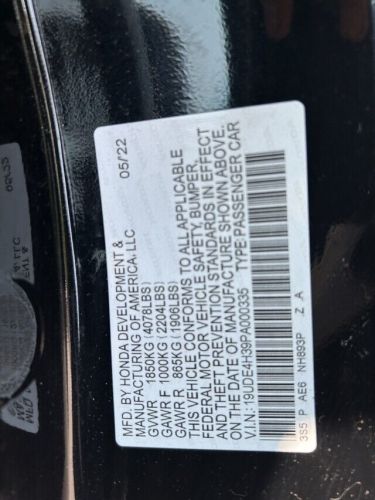 MFD. BY HONDA DEVELOPMENT &
MANUFACTURING OF AMERICA, LLC 05/22
GVWR 1850KG (4078LBS)
GAWR F 1000KG (2204LBS)
GAWR R 865KG (1906LBS)
THIS VEHICLE CONFORMS TO ALL APPLICABLE
FEDERAL MOTOR VEHICLE SAFETY, BUMPER,
AND THEFT PREVENTION STANDARDS IN EFFECT
ON THE DATE OF MANUFACTURE SHOWN ABOVE.
V.I.N.: 19UDE4H39PA000335 TYPE: PASSENGER CAR
3S5 P AE6 NH893P Z A